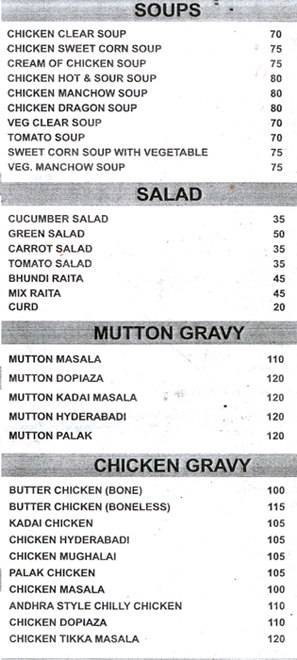 SOUPS
CHICKEN CLEAR SOUP 70
CHICKEN SWEET CORN SOUP 75
CREAM OF CHICKEN SOUP 75
CHICKEN HOT & SOUR SOUP 80
CHICKEN MANCHOW SOUP 80
CHICKEN DRAGON SOUP 80
VEG CLEAR SOUP 70
TOMATO SOUP 70
SWEET CORN SOUP WITH VEGETABLE 75
VEG. MANCHOW SOUP 75
SALAD
CUCUMBER SALAD 35
GREEN SALAD 50
CARROT SALAD 35
TOMATO SALAD 35
BHUNDI RAITA 45
MIX RAITA 45
CURD 20
MUTTON GRAVY
MUTTON MASALA 110
MUTTON DOPIAZA 120
MUTTON KADAI MASALA 120
MUTTON HYDERABADI 120
MUTTON PALAK 120
CHICKEN GRAVY
BUTTER CHICKEN (BONE) 100
BUTTER CHICKEN (BONELESS) 115
KADAI CHICKEN 105
CHICKEN HYDERABADI 105
CHICKEN MUGHALAI 105
PALAK CHICKEN 105
CHICKEN MASALA 100
ANDHRA STYLE CHILLY CHICKEN 110
CHICKEN DOPIAZA 110
CHICKEN TIKKA MASALA 120